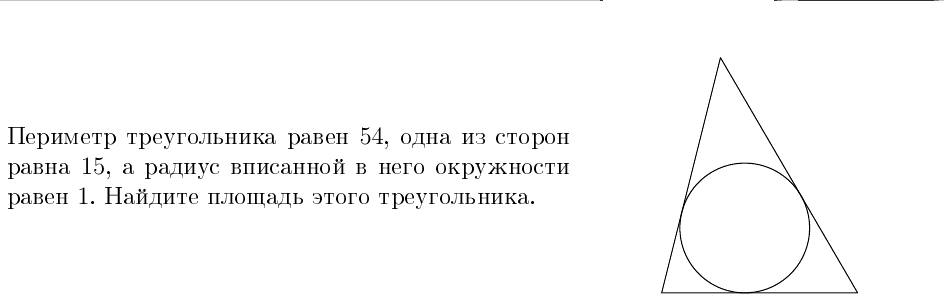 Периметр треугольника равен 54, одна из сторон
равна 15, а радиус вписанной в него окружности
равен 1. Найдите площадь этого треугольника.